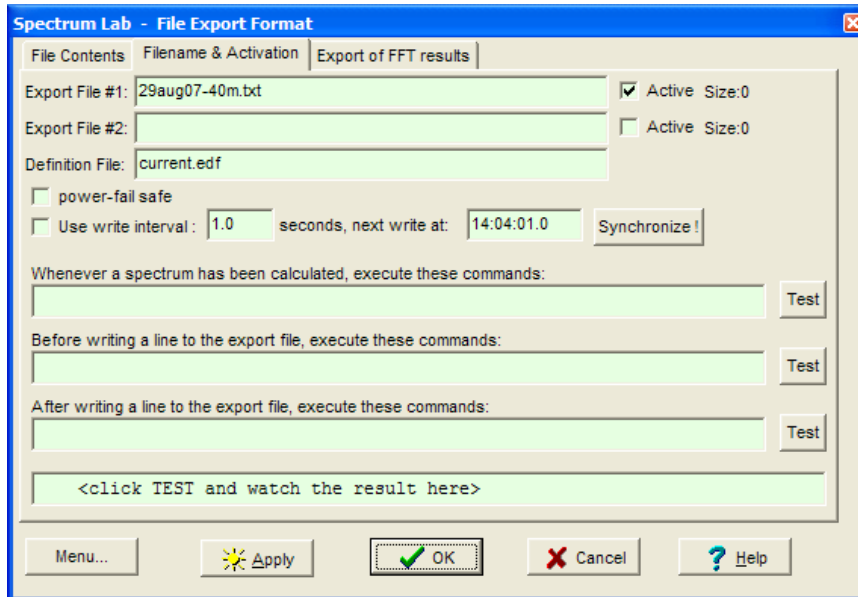 Spectrum Lab - File Export Format
File Contents Filename & Activation Export of FFT results
Export File #1: 29aug07-40m.txt Active Size:0
Export File #2: Active Size:0
Definition File: current.edf
power-fail safe
Use write interval : 1.0 seconds, next write at: 14:04:01.0 Synchronize !
Whenever a spectrum has been calculated, execute these commands:
Test
Before writing a line to the export file, execute these commands:
Test
After writing a line to the export file, execute these commands:
Test
<click TEST and watch the result here>
Menu... Apply OK Cancel Help